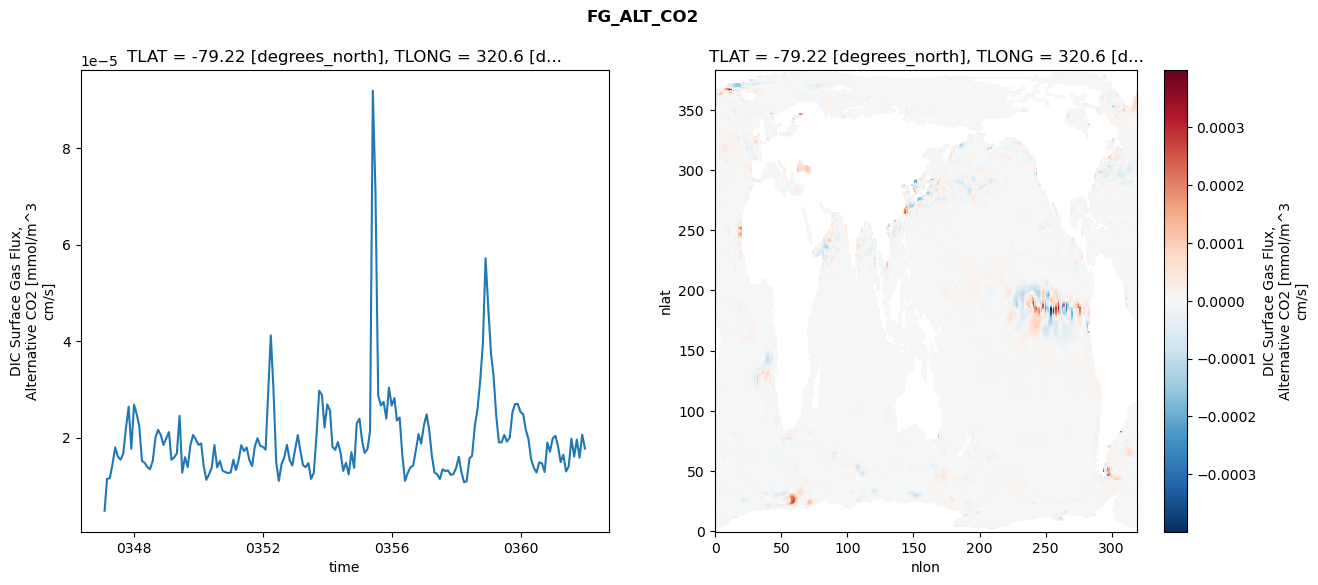 FG_ALT_CO2
TLAT = -79.22 [degrees_north], TLONG = 320.6 [d...
1e−5
8
6
4
2
DIC Surface Gas Flux,
Alternative CO2 [mmol/m^3
cm/s]
0348
0352
0356
0360
time
TLAT = -79.22 [degrees_north], TLONG = 320.6 [d...
350
300
250
200
150
100
50
0
nlat
0
50
100
150
200
250
300
nlon
0.0003
0.0002
0.0001
0.0000
−0.0001
−0.0002
−0.0003
DIC Surface Gas Flux,
Alternative CO2 [mmol/m^3
cm/s]